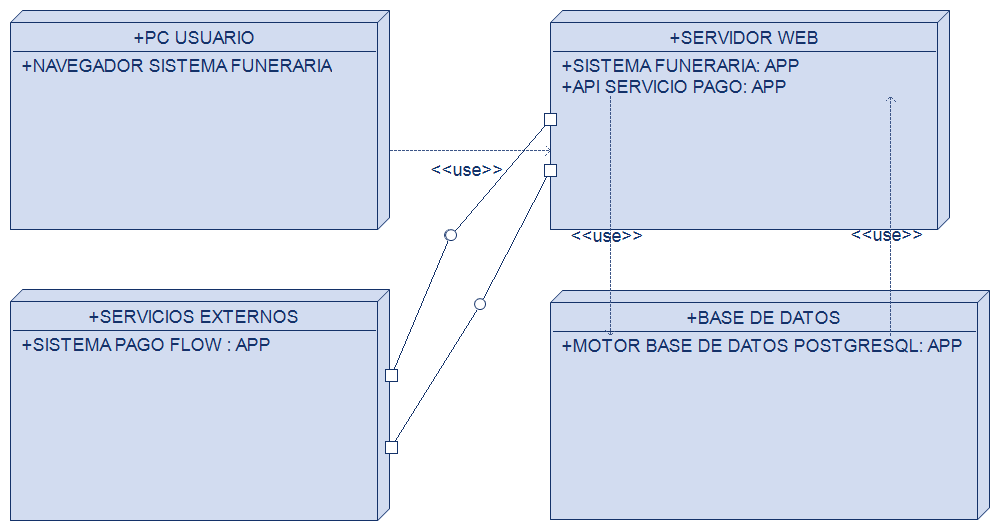 +PC USUARIO
+NAVEGADOR SISTEMA FUNERARIA
+SERVIDOR WEB
+SISTEMA FUNERARIA: APP
+API SERVICIO PAGO: APP
<<use>>
<<use>>
<<use>>
+SERVICIOS EXTERNOS
+SISTEMA PAGO FLOW : APP
+BASE DE DATOS
+MOTOR BASE DE DATOS POSTGRESQL: APP